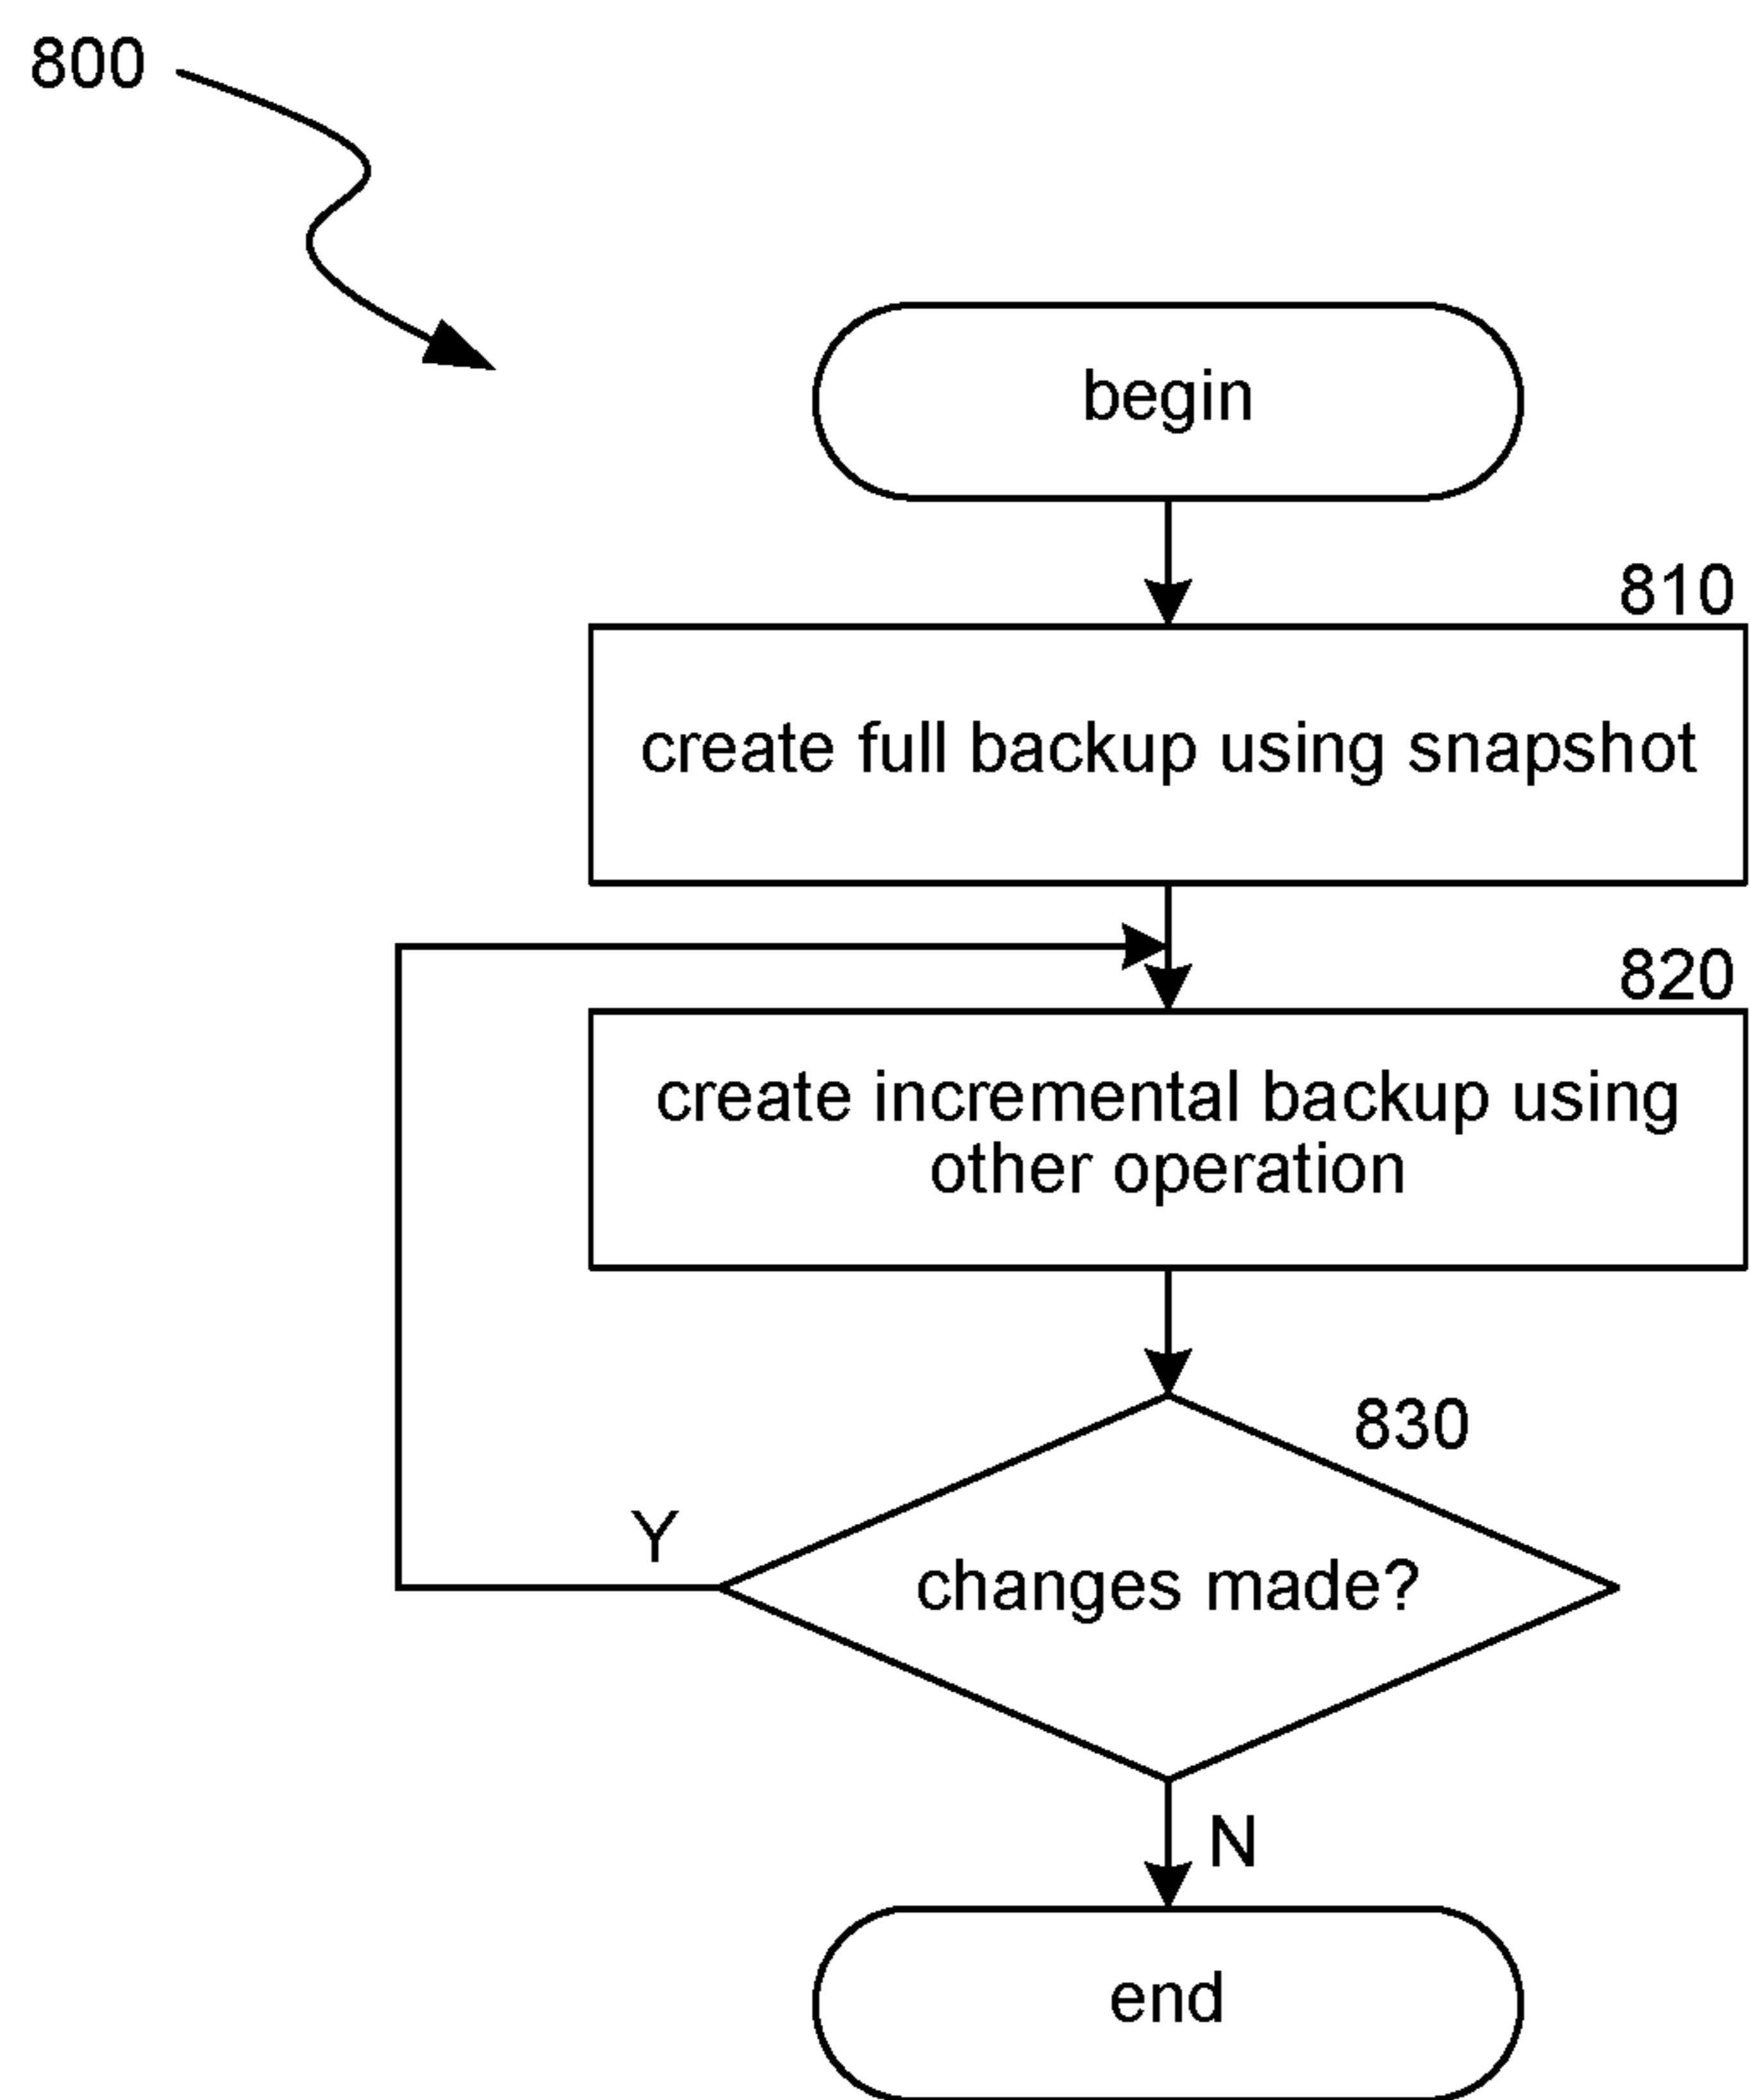 800
begin
810
create full backup using snapshot
820
create incremental backup using
other operation
830
changes made?
Y
N
end